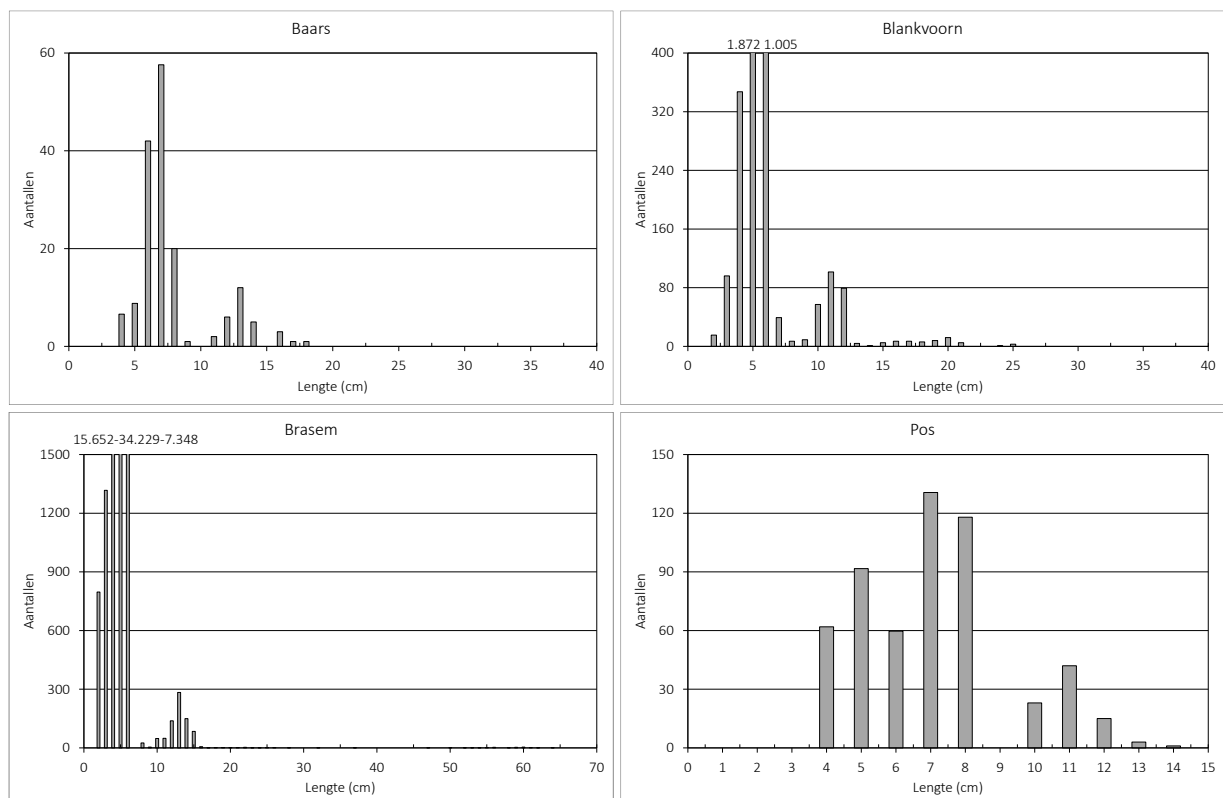 Baars
60
40
20
0
Aantallen
0 5 10 15 20 25 30 35 40
Lengte (cm)
Blankvoorn
1.872 1.005
400
320
240
160
80
0
Aantallen
0 5 10 15 20 25 30 35 40
Lengte (cm)
Brasem
15.652-34.229-7.348
1500
1200
900
600
300
0
Aantallen
0 10 20 30 40 50 60 70
Lengte (cm)
Pos
150
120
90
60
30
0
Aantallen
0 1 2 3 4 5 6 7 8 9 10 11 12 13 14 15
Lengte (cm)